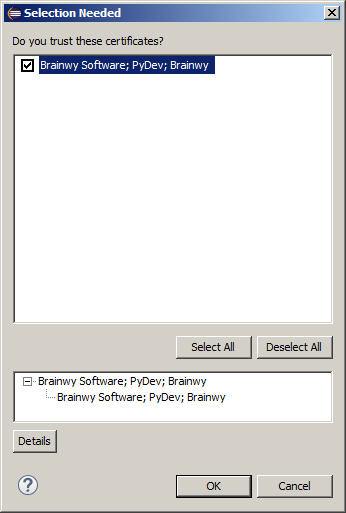 Selection Needed
Do you trust these certificates?
Brainwy Software; PyDev; Brainwy
Select All
Deselect All
Brainwy Software; PyDev; Brainwy
Brainwy Software; PyDev; Brainwy
Details
?
OK
Cancel